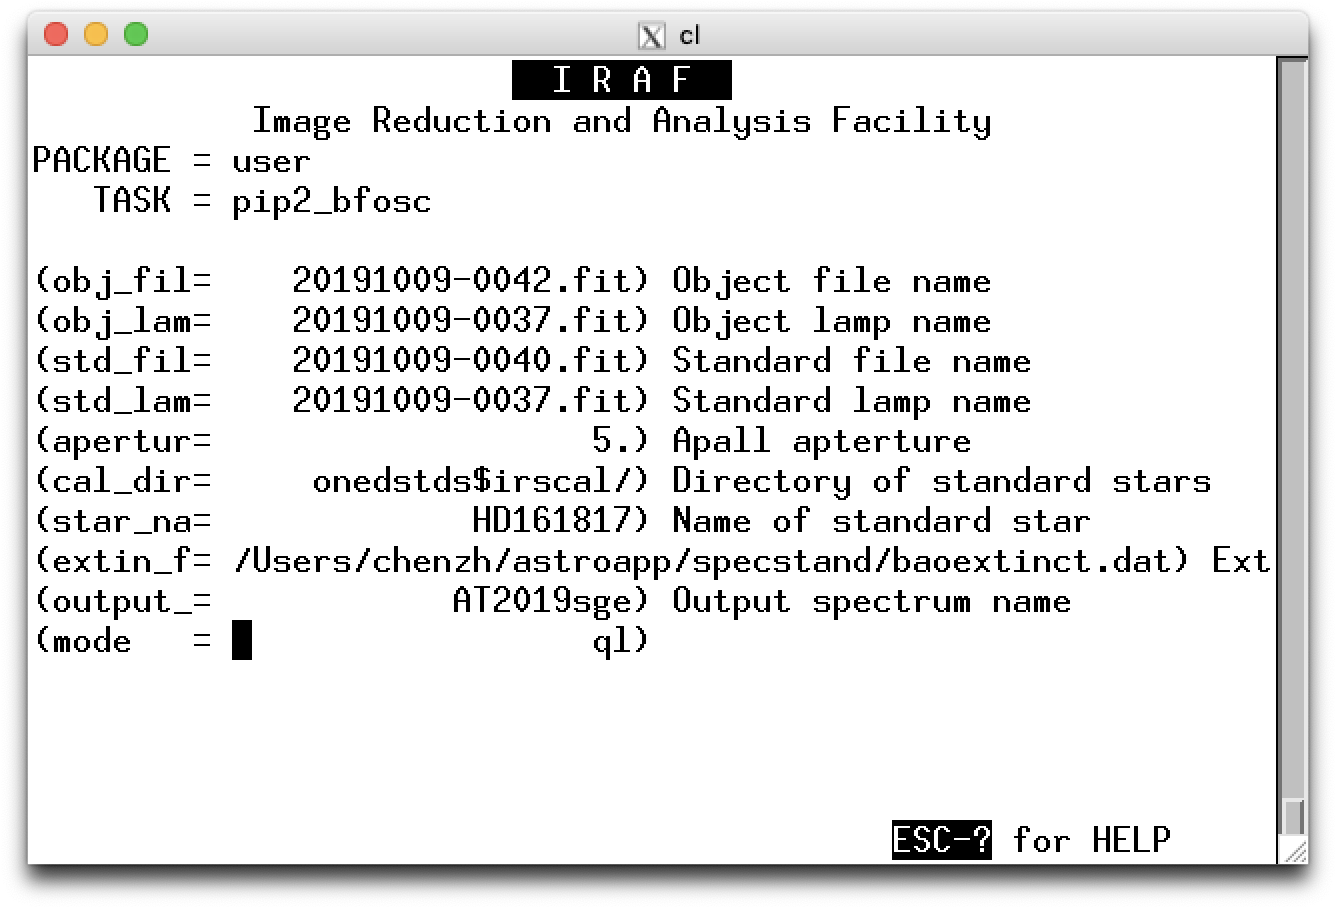 X cl
I R A F
Image Reduction and Analysis Facility
PACKAGE = user
TASK = pip2_bfosc
(obj_fil= 20191009-0042.fit) Object file name
(obj_lam= 20191009-0037.fit) Object lamp name
(std_fil= 20191009-0040.fit) Standard file name
(std_lam= 20191009-0037.fit) Standard lamp name
(apertur= 5.) Apall apterture
(cal_dir= onedstds$irscal/) Directory of standard stars
(star_na= HD161817) Name of standard star
(extin_f= /Users/chenzh/astroapp/specstand/baoextinct.dat) Ext
(output_= AT2019sge) Output spectrum name
(mode = ql)
ESC-? for HELP